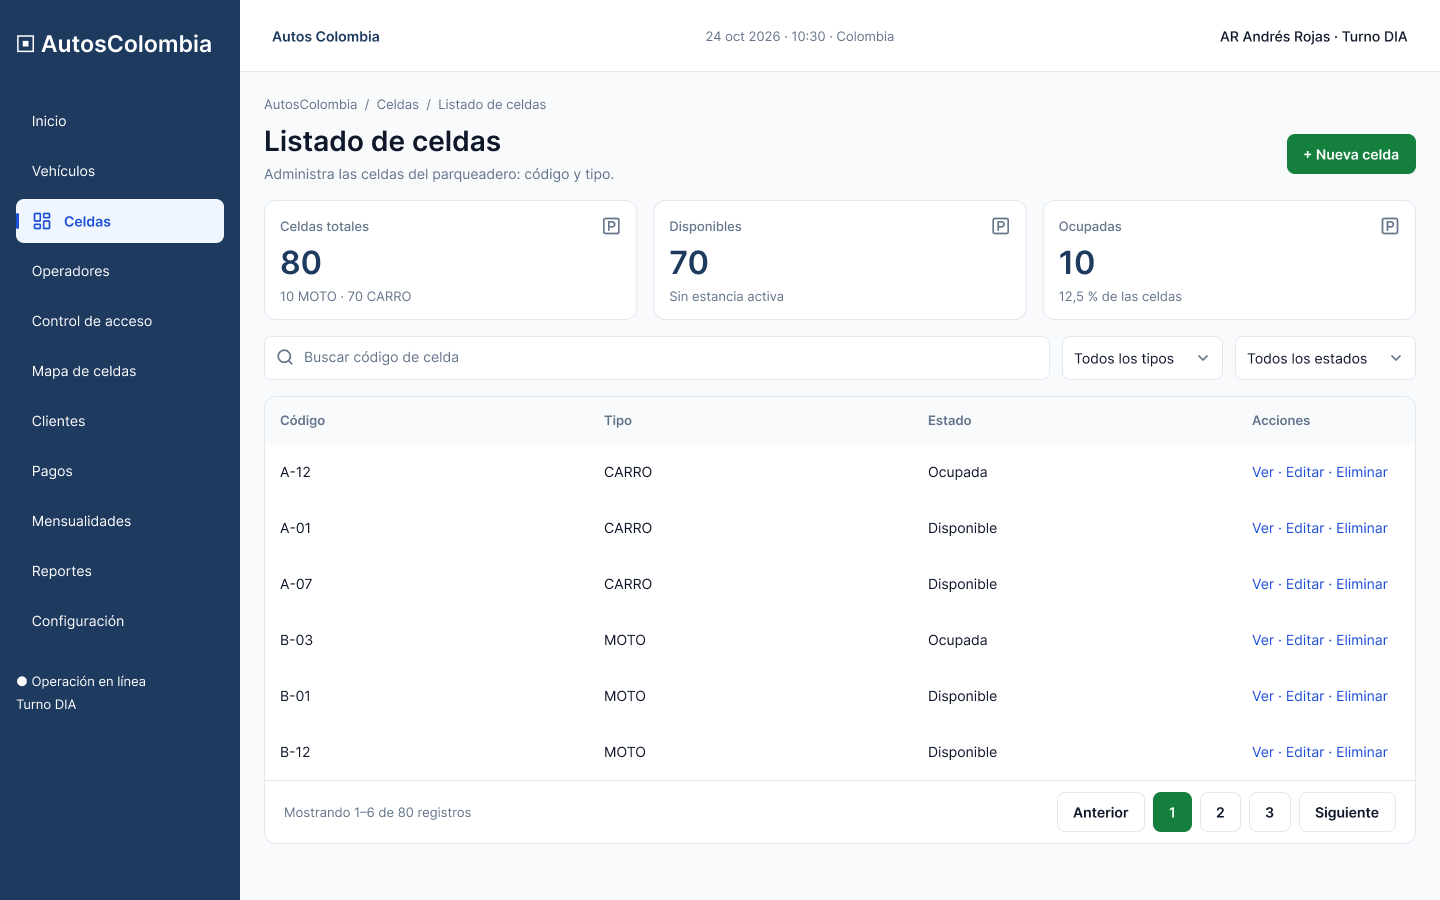 AutosColombia
Inicio
Vehículos
Celdas
Operadores
Control de acceso
Mapa de celdas
Clientes
Pagos
Mensualidades
Reportes
Configuración
Operación en línea
Turno DIA
Autos Colombia
24 oct 2026 · 10:30 · Colombia
AR Andrés Rojas · Turno DIA
AutosColombia / Celdas / Listado de celdas
Listado de celdas
Administra las celdas del parqueadero: código y tipo.
+ Nueva celda
Celdas totales P
80
10 MOTO · 70 CARRO
Disponibles P
70
Sin estancia activa
Ocupadas P
10
12,5 % de las celdas
Buscar código de celda
Todos los tipos
Todos los estados
Código Tipo Estado Acciones
A-12 CARRO Ocupada Ver · Editar · Eliminar
A-01 CARRO Disponible Ver · Editar · Eliminar
A-07 CARRO Disponible Ver · Editar · Eliminar
B-03 MOTO Ocupada Ver · Editar · Eliminar
B-01 MOTO Disponible Ver · Editar · Eliminar
B-12 MOTO Disponible Ver · Editar · Eliminar
Mostrando 1–6 de 80 registros
Anterior 1 2 3 Siguiente